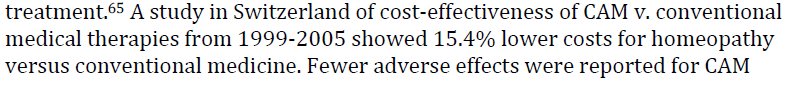 treatment.⁶⁵ A study in Switzerland of cost-effectiveness of CAM v. conventional
medical therapies from 1999-2005 showed 15.4% lower costs for homeopathy
versus conventional medicine. Fewer adverse effects were reported for CAM